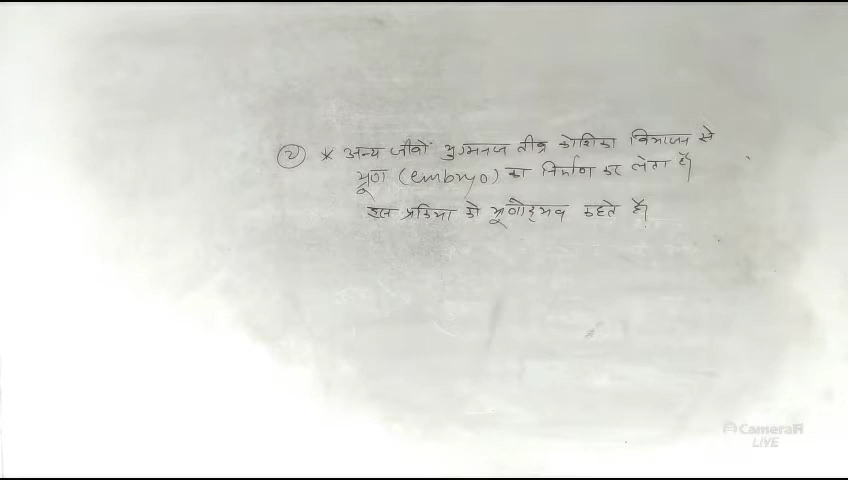 (2) * अन्य जीवों युग्मनज तीव्र कोशिका विभाजन से
भ्रूण (embryo) का निर्माण कर लेता है।
इस प्रक्रिया को भ्रूणोद्भव कहते है।
CameraFi
LIVE